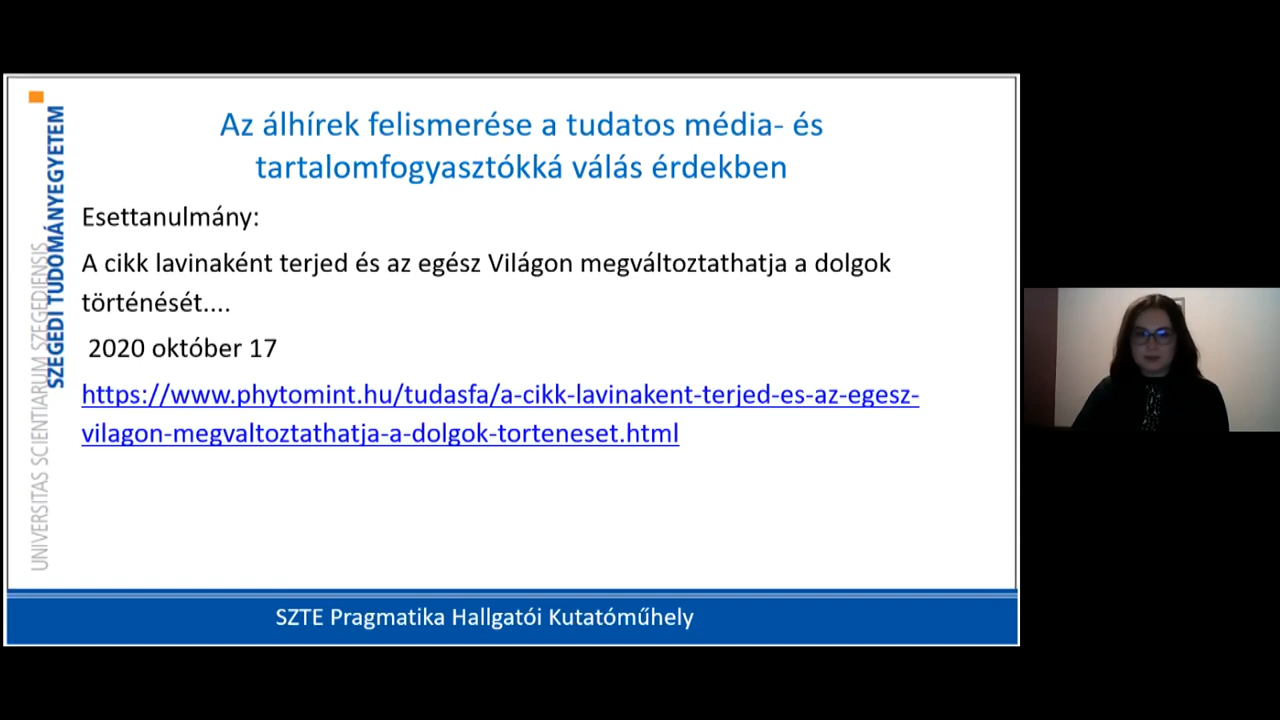 Az álhírek felismerése a tudatos média- és
tartalomfogyasztókká válás érdekben
Esettanulmány:
A cikk lavinaként terjed és az egész Világon megváltoztathatja a dolgok
történését....
2020 október 17
https://www.phytomint.hu/tudasfa/a-cikk-lavinakent-terjed-es-az-egesz-
vilagon-megvaltoztathatja-a-dolgok-torteneset.html
SZTE Pragmatika Hallgatói Kutatóműhely
SZEGEDI TUDOMÁNYEGYETEM
UNIVERSITAS SCIENTIARUM SZEGEDIENSIS